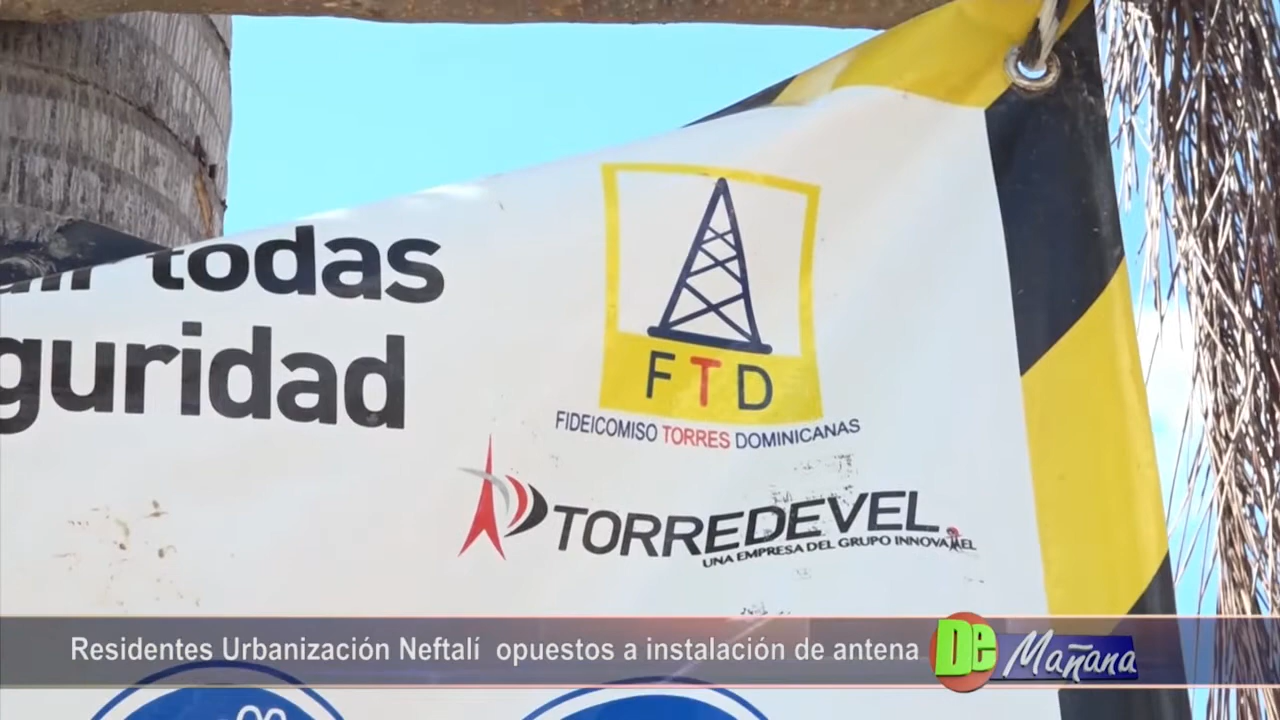 todas
guridad
FTD
FIDEICOMISO TORRES DOMINICANAS
TORREDEVEL
UNA EMPRESA DEL GRUPO INNOVATEL
Residentes Urbanización Neftalí opuestos a instalación de antena
De Mañana